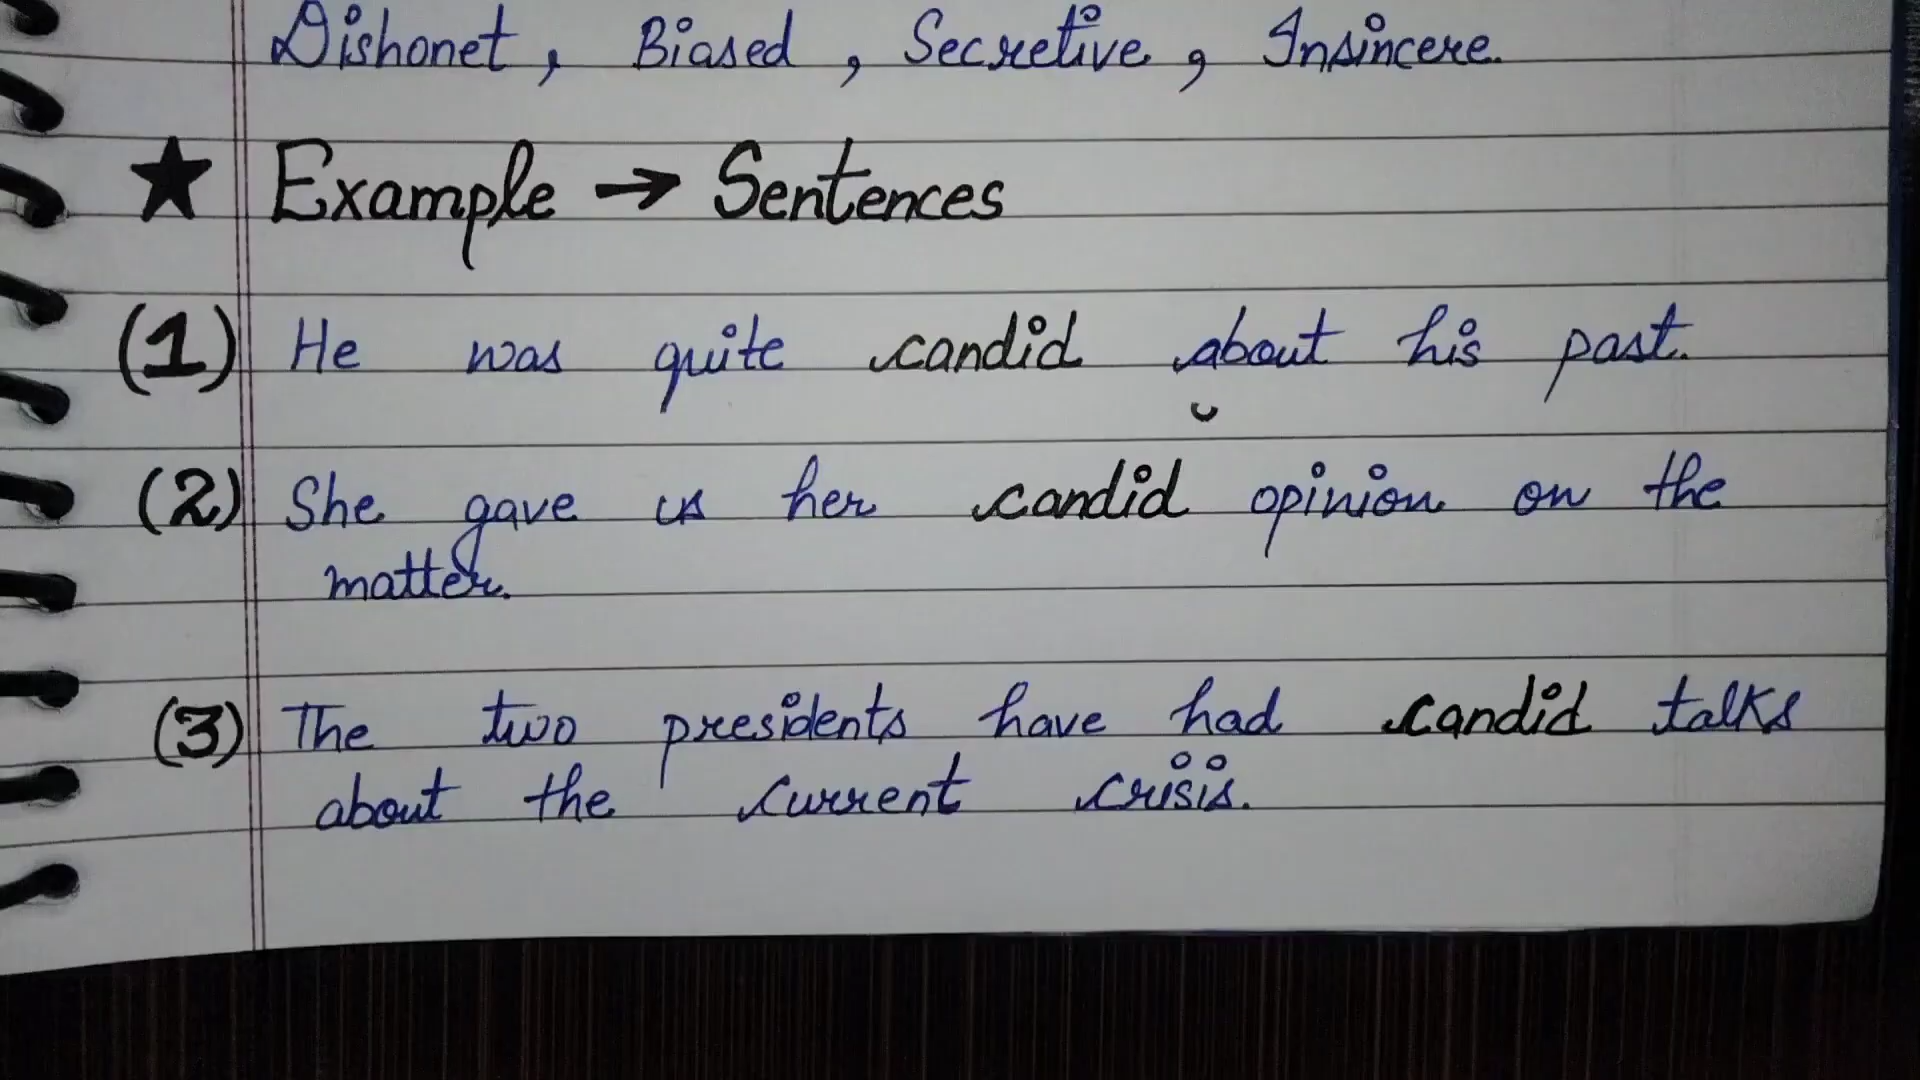 Dishonet, Biased, Secretive, Insincere.
★ Example → Sentences
(1) He was quite candid about his past.
(2) She gave us her candid opinion on the
matter.
(3) The two presidents have had candid talks
about the current crisis.